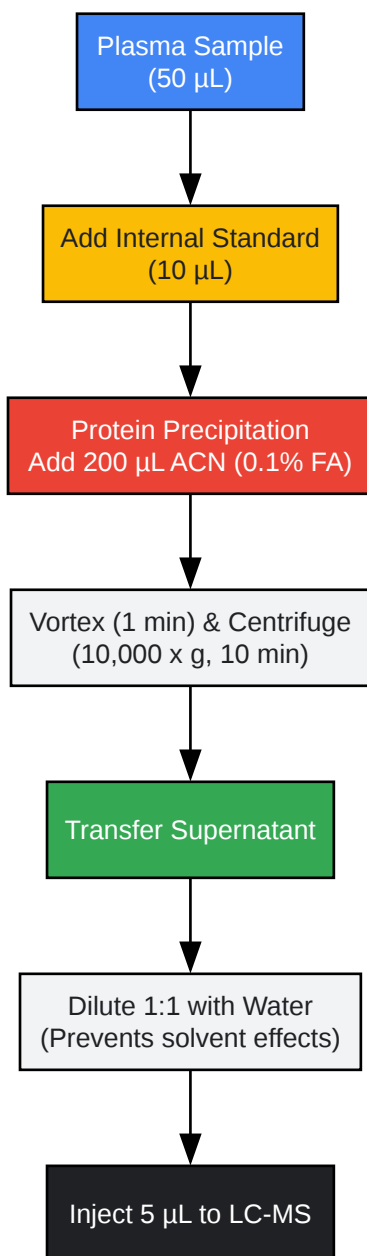 Plasma Sample
(50 µL)
Add Internal Standard
(10 µL)
Protein Precipitation
Add 200 µL ACN (0.1% FA)
Vortex (1 min) & Centrifuge
(10,000 x g, 10 min)
Transfer Supernatant
Dilute 1:1 with Water
(Prevents solvent effects)
Inject 5 µL to LC-MS